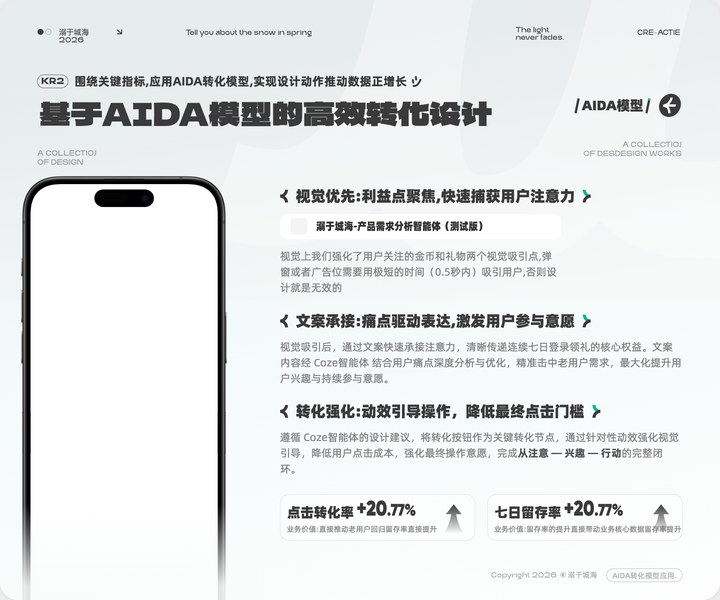 溺于城海
2026
Tell you about the snow in spring
The light
never fades.
CRE-ACTIE
KR2 围绕关键指标,应用AIDA转化模型,实现设计动作推动数据正增长
基于AIDA模型的高效转化设计
/ AIDA模型 /
A COLLECTIOJ
OF DESIGN
A COLLECTIOJ
OF DESDESIGN WORKS
视觉优先:利益点聚焦,快速捕获用户注意力
溺于城海-产品需求分析智能体（测试版）
视觉上我们强化了用户关注的金币和礼物两个视觉吸引点,弹
窗或者广告位需要用极短的时间（0.5秒内）吸引用户,否则设
计就是无效的
文案承接:痛点驱动表达,激发用户参与意愿
视觉吸引后，通过文案快速承接注意力，清晰传递连续七日登录领礼的核心权益。文案
内容经 Coze智能体 结合用户痛点深度分析与优化，精准击中老用户需求，最大化提升用
户兴趣与持续参与意愿。
转化强化:动效引导操作，降低最终点击门槛
遵循 Coze智能体的设计建议，将转化按钮作为关键转化节点，通过针对性动效强化视觉
引导，降低用户点击成本，强化最终操作意愿，完成从注意 — 兴趣 — 行动的完整闭
环。
点击转化率 +20.77%
业务价值:直接推动老用户回归留存率直接提升
七日留存率 +20.77%
业务价值:留存率的提升直接带动业务核心数据留存率提升
Copyright 2026 ® 溺于城海
AIDA转化模型应用.